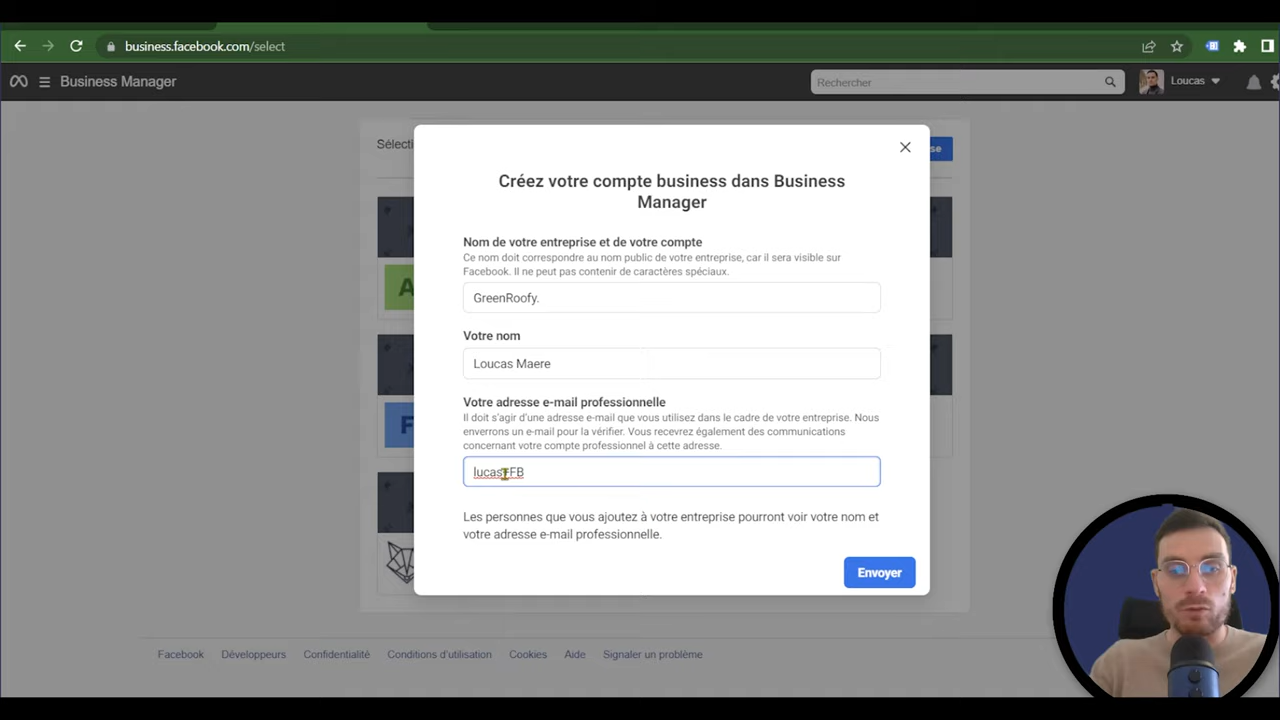 business.facebook.com/select
Business Manager
Rechercher
Loucas
Sélecti
se
Créez votre compte business dans Business
Manager
Nom de votre entreprise et de votre compte
Ce nom doit correspondre au nom public de votre entreprise, car il sera visible sur
Facebook. Il ne peut pas contenir de caractères spéciaux.
GreenRoofy.
A
Votre nom
Loucas Maere
Votre adresse e-mail professionnelle
Il doit s'agir d'une adresse e-mail que vous utilisez dans le cadre de votre entreprise. Nous
enverrons un e-mail pour la vérifier. Vous recevrez également des communications
concernant votre compte professionnel à cette adresse.
F
Les personnes que vous ajoutez à votre entreprise pourront voir votre nom et
votre adresse e-mail professionnelle.
Envoyer
Facebook Développeurs Confidentialité Conditions d'utilisation Cookies Aide Signaler un problème